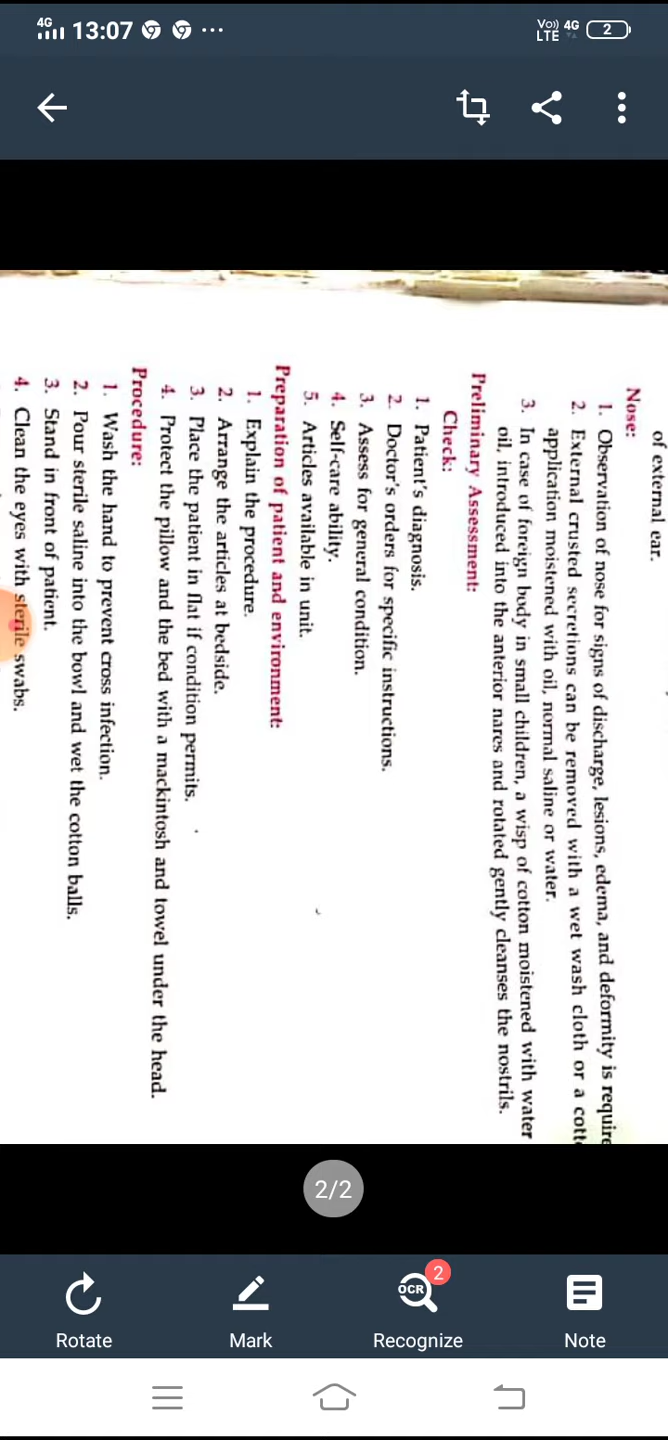 4G 13:07 ...
Vo)) LTE 4G 2
of external ear.
Nose:
1. Observation of nose for signs of discharge, lesions, edema, and deformity is require
2. External crusted secretions can be removed with a wet wash cloth or a cott
application moistened with oil, normal saline or water.
3. In case of foreign body in small children, a wisp of cotton moistened with water
oil, introduced into the anterior nares and rotated gently cleanses the nostrils.
Preliminary Assessment:
Check:
1. Patient's diagnosis.
2. Doctor's orders for specific instructions.
3. Assess for general condition.
4. Self-care ability.
5. Articles available in unit.
Preparation of patient and environment:
1. Explain the procedure.
2. Arrange the articles at bedside.
3. Place the patient in flat if condition permits.
4. Protect the pillow and the bed with a mackintosh and towel under the head.
Procedure:
1. Wash the hand to prevent cross infection.
2. Pour sterile saline into the bowl and wet the cotton balls.
3. Stand in front of patient.
4. Clean the eyes with sterile swabs.
2/2
OCR 2
Rotate Mark Recognize Note